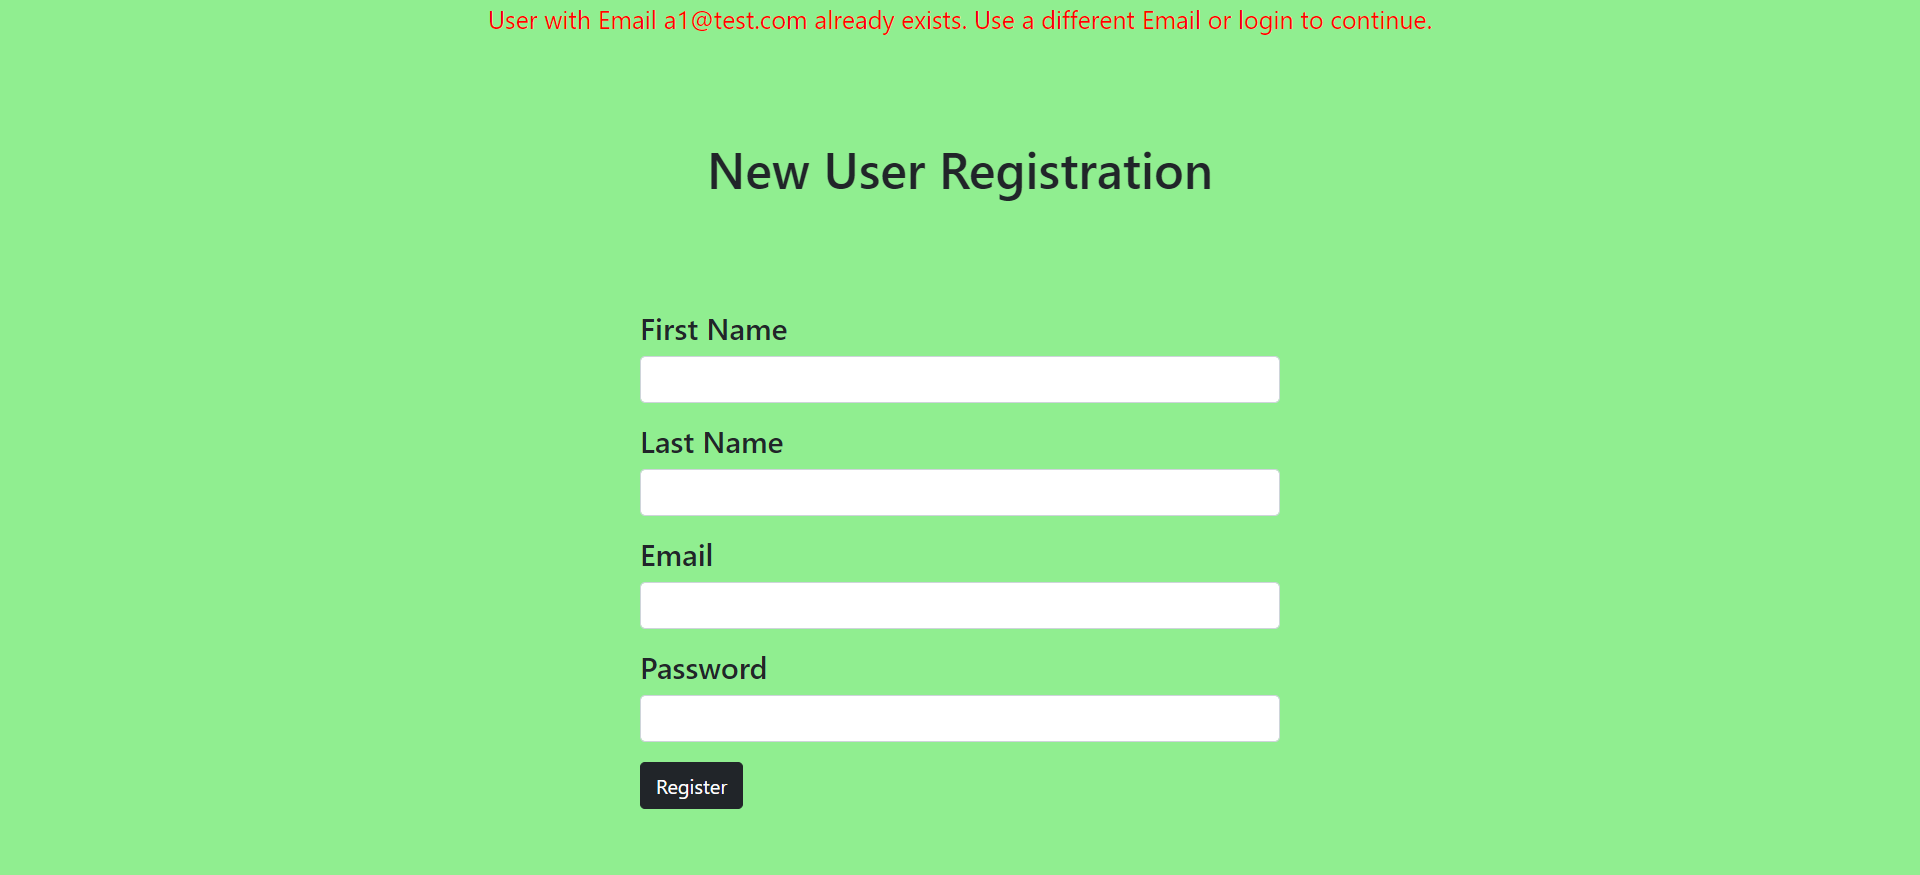 User with Email a1@test.com already exists. Use a different Email or login to continue.
New User Registration
First Name
Last Name
Email
Password
Register